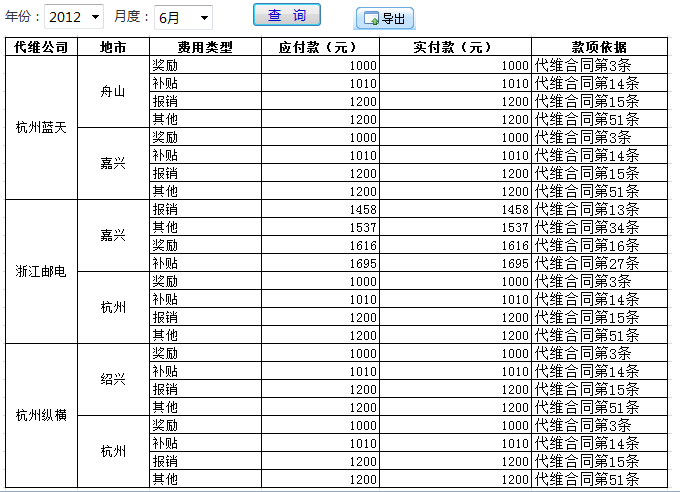 年份： 2012 月度： 6月 查 询 导出
代维公司 地市 费用类型 应付款（元） 实付款（元） 款项依据
杭州蓝天 舟山 奖励 1000 1000 代维合同第3条
补贴 1010 1010 代维合同第14条
报销 1200 1200 代维合同第15条
其他 1200 1200 代维合同第51条
嘉兴 奖励 1000 1000 代维合同第3条
补贴 1010 1010 代维合同第14条
报销 1200 1200 代维合同第15条
其他 1200 1200 代维合同第51条
浙江邮电 嘉兴 报销 1458 1458 代维合同第13条
其他 1537 1537 代维合同第34条
奖励 1616 1616 代维合同第16条
补贴 1695 1695 代维合同第27条
杭州 奖励 1000 1000 代维合同第3条
补贴 1010 1010 代维合同第14条
报销 1200 1200 代维合同第15条
其他 1200 1200 代维合同第51条
杭州纵横 绍兴 奖励 1000 1000 代维合同第3条
补贴 1010 1010 代维合同第14条
报销 1200 1200 代维合同第15条
其他 1200 1200 代维合同第51条
杭州 奖励 1000 1000 代维合同第3条
补贴 1010 1010 代维合同第14条
报销 1200 1200 代维合同第15条
其他 1200 1200 代维合同第51条